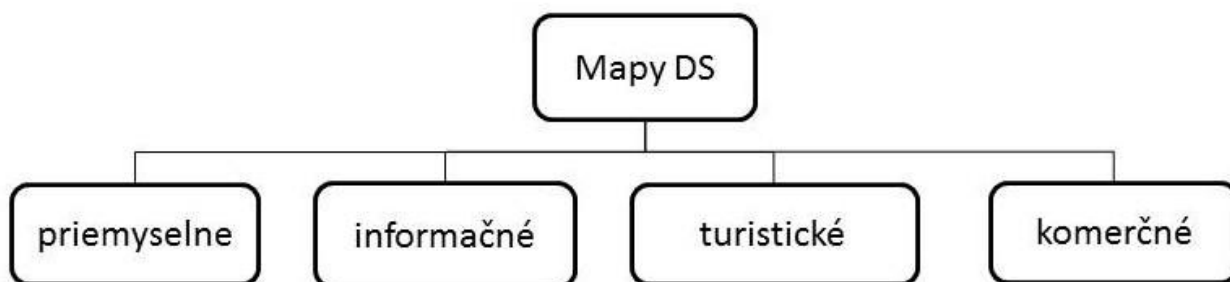 Mapy DS
priemyselne
informačné
turistické
komerčné